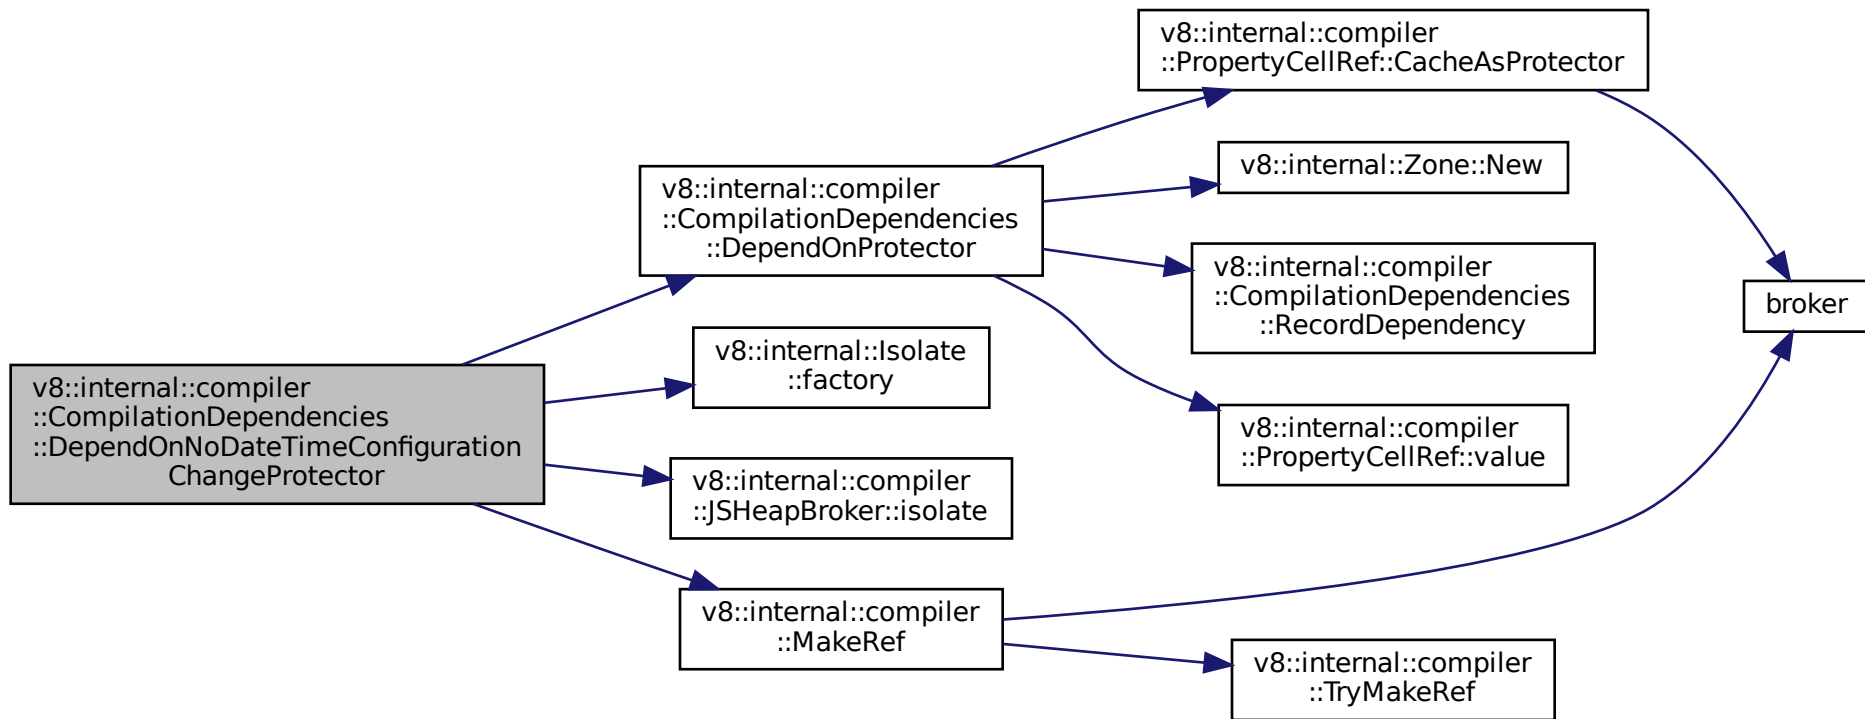 v8::internal::compiler
::CompilationDependencies
::DependOnNoDateTimeConfiguration
ChangeProtector
v8::internal::compiler
::CompilationDependencies
::DependOnProtector
v8::internal::compiler
::PropertyCellRef::CacheAsProtector
broker
v8::internal::Zone::New
v8::internal::compiler
::CompilationDependencies
::RecordDependency
v8::internal::compiler
::PropertyCellRef::value
v8::internal::Isolate
::factory
v8::internal::compiler
::JSHeapBroker::isolate
v8::internal::compiler
::MakeRef
v8::internal::compiler
::TryMakeRef